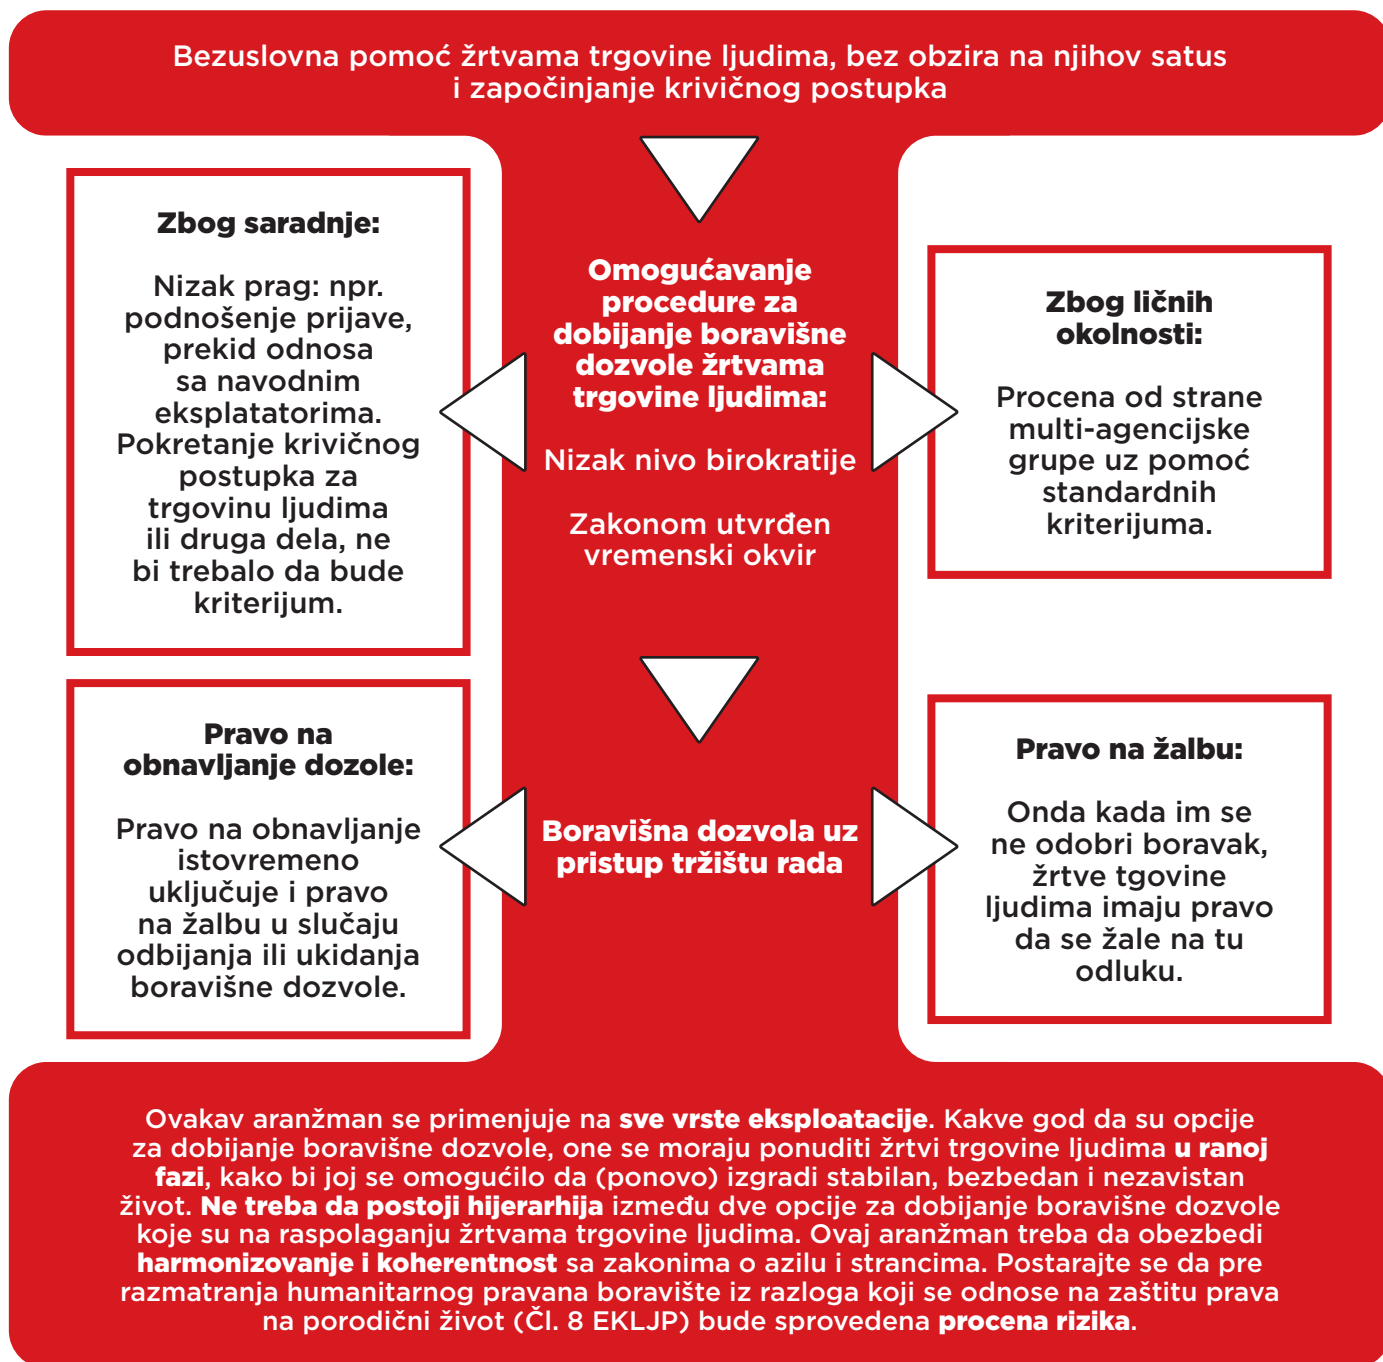 Bezuslovna pomoć žrtvama trgovine ljudima, bez obzira na njihov satus
i započinjanje krivičnog postupka
Zbog saradnje:
Nizak prag: npr.
podnošenje prijave,
prekid odnosa
sa navodnim
eksplatatorima.
Pokretanje krivičnog
postupka za
trgovinu ljudima
ili druga dela, ne
bi trebalo da bude
kriterijum.
Omogućavanje
procedure za
dobijanje boravišne
dozvole žrtvama
trgovine ljudima:
Nizak nivo birokratije
Zakonom utvrđen
vremenski okvir
Zbog ličnih
okolnosti:
Procena od strane
multi-agencijske
grupe uz pomoć
standardnih
kriterijuma.
Pravo na
obnavljanje dozole:
Pravo na obnavljanje
istovremeno
uključuje i pravo
na žalbu u slučaju
odbijanja ili ukidanja
boravišne dozvole.
Boravišna dozvola uz
pristup tržištu rada
Pravo na žalbu:
Onda kada im se
ne odobri boravak,
žrtve tgovine
ljudima imaju pravo
da se žale na tu
odluku.
Ovakav aranžman se primenjuje na sve vrste eksploatacije. Kakve god da su opcije
za dobijanje boravišne dozvole, one se moraju ponuditi žrtvi trgovine ljudima u ranoj
fazi, kako bi joj se omogućilo da (ponovo) izgradi stabilan, bezbedan i nezavistan
život. Ne treba da postoji hijerarhija između dve opcije za dobijanje boravišne dozvole
koje su na raspolaganju žrtvama trgovine ljudima. Ovaj aranžman treba da obezbedi
harmonizovanje i koherentnost sa zakonima o azilu i strancima. Postarajte se da pre
razmatranja humanitarnog pravana boravište iz razloga koji se odnose na zaštitu prava
na porodični život (Čl. 8 EKLJP) bude sprovedena procena rizika.